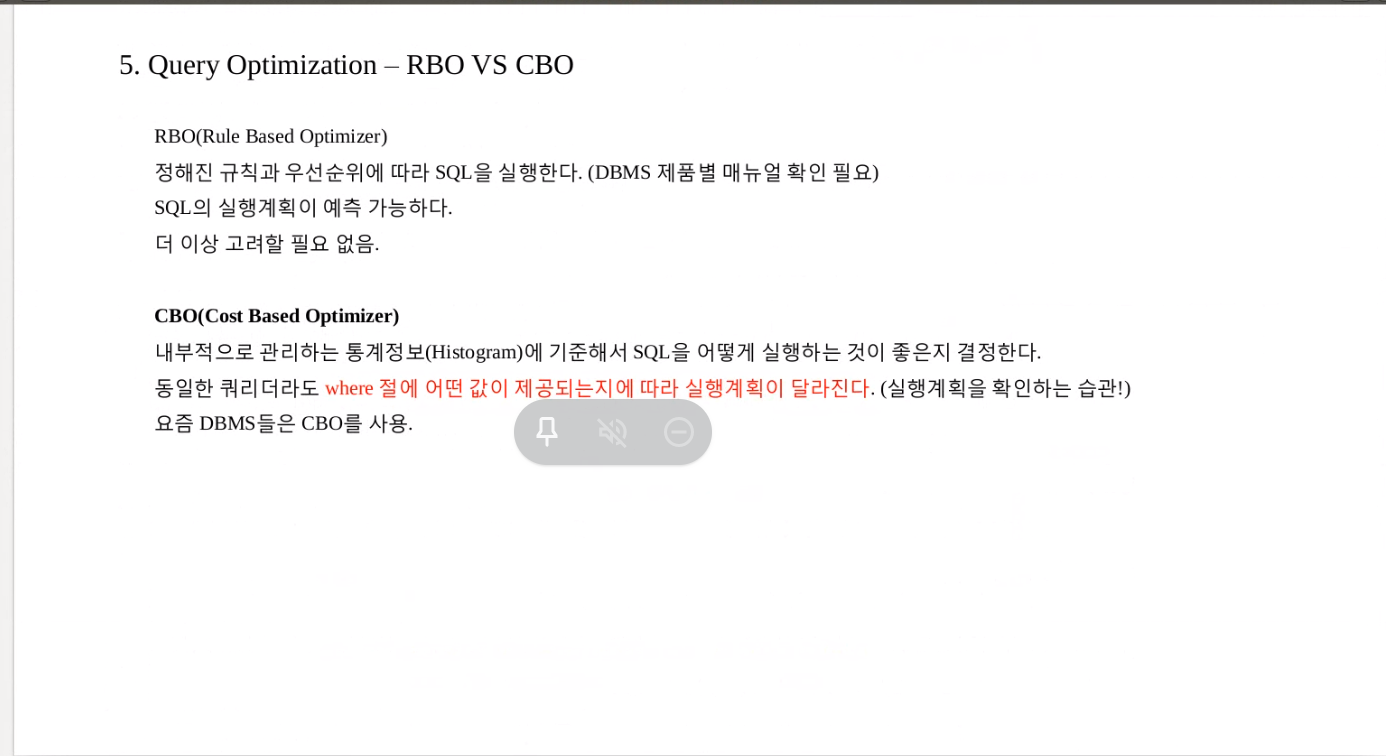 5. Query Optimization – RBO VS CBO
RBO(Rule Based Optimizer)
정해진 규칙과 우선순위에 따라 SQL을 실행한다. (DBMS 제품별 매뉴얼 확인 필요)
SQL의 실행계획이 예측 가능하다.
더 이상 고려할 필요 없음.
CBO(Cost Based Optimizer)
내부적으로 관리하는 통계정보(Histogram)에 기준해서 SQL을 어떻게 실행하는 것이 좋은지 결정한다.
동일한 쿼리더라도 where 절에 어떤 값이 제공되는지에 따라 실행계획이 달라진다. (실행계획을 확인하는 습관!)
요즘 DBMS들은 CBO를 사용.